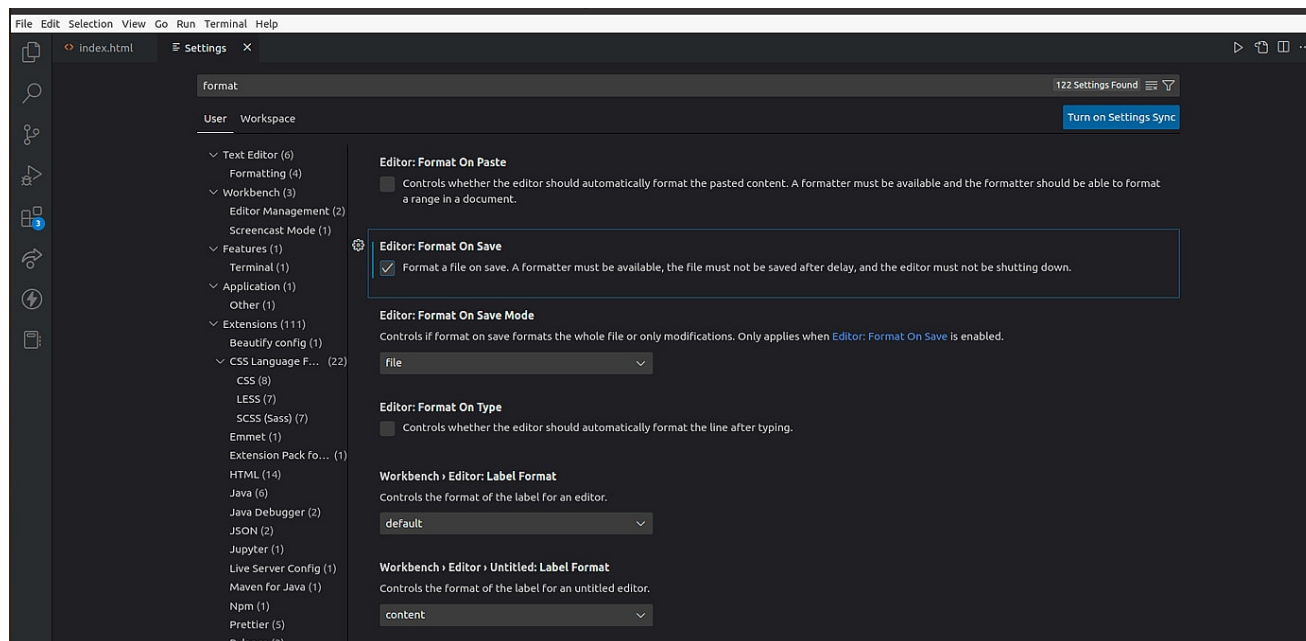 File Edit Selection View Go Run Terminal Help
index.html
Settings
format
122 Settings Found
User Workspace
Turn on Settings Sync
Text Editor (6)
Formatting (4)
Workbench (3)
Editor Management (2)
Screencast Mode (1)
Features (1)
Terminal (1)
Application (1)
Other (1)
Extensions (111)
Beautify config (1)
CSS Language F... (22)
CSS (8)
LESS (7)
SCSS (Sass) (7)
Emmet (1)
Extension Pack fo... (1)
HTML (14)
Java (6)
Java Debugger (2)
JSON (2)
Jupyter (1)
Live Server Config (1)
Maven for Java (1)
Npm (1)
Prettier (5)
Editor: Format On Paste
Controls whether the editor should automatically format the pasted content. A formatter must be available and the formatter should be able to format
a range in a document.
Editor: Format On Save
Format a file on save. A formatter must be available, the file must not be saved after delay, and the editor must not be shutting down.
Editor: Format On Save Mode
Controls if format on save formats the whole file or only modifications. Only applies when Editor: Format On Save is enabled.
file
Editor: Format On Type
Controls whether the editor should automatically format the line after typing.
Workbench › Editor: Label Format
Controls the format of the label for an editor.
default
Workbench › Editor › Untitled: Label Format
Controls the format of the label for an untitled editor.
content
3